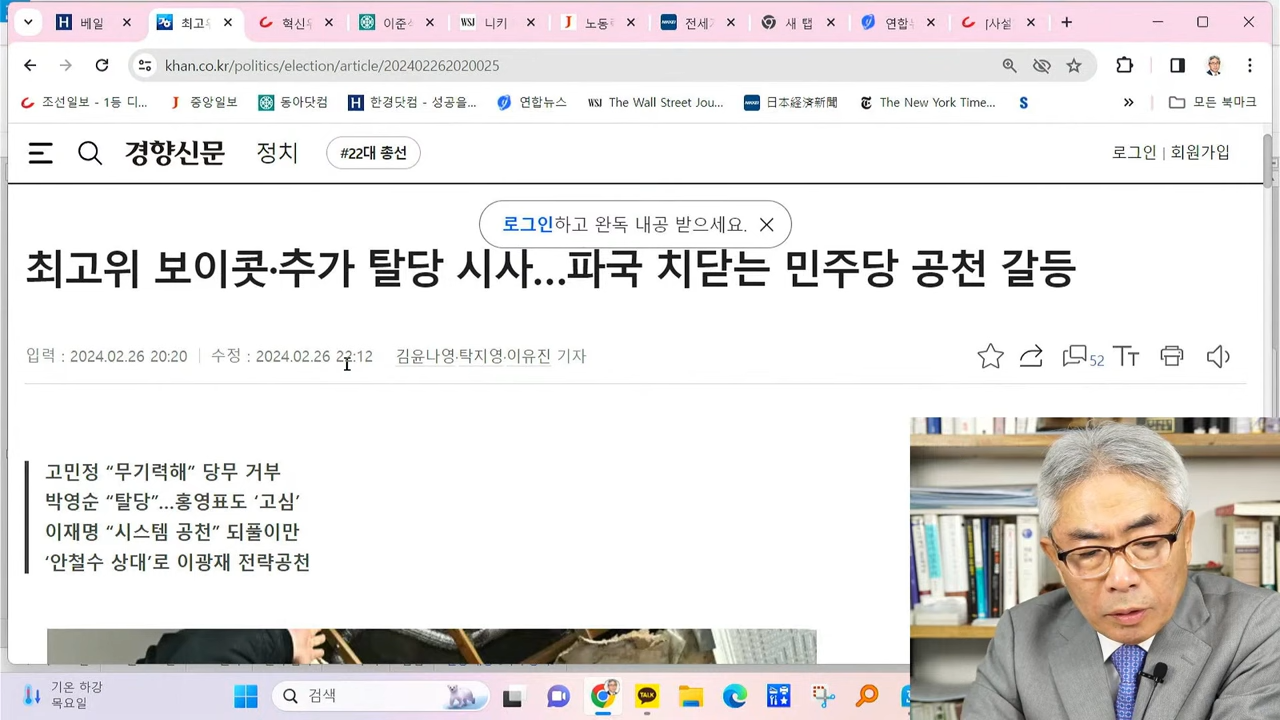 베일
최고위
혁신
이준
WSJ 니키
J 노동
NIKKEI 전세
새 탭
연합
[사설
khan.co.kr/politics/election/article/202402262020025
조선일보 - 1등 디...
J 중앙일보
동아닷컴
H 한경닷컴 - 성공을...
연합뉴스
WSJ The Wall Street Jou...
NIKKEI 日本経済新聞
The New York Time...
S
»
모든 북마크
경향신문 정치 #22대 총선 로그인 | 회원가입
로그인하고 완독 내공 받으세요.
최고위 보이콧·추가 탈당 시사…파국 치닫는 민주당 공천 갈등
입력 : 2024.02.26 20:20 수정 : 2024.02.26 22:12 김윤나영·탁지영·이유진 기자
52
고민정 “무기력해” 당무 거부
박영순 “탈당”…홍영표도 ‘고심’
이재명 “시스템 공천” 되풀이만
‘안철수 상대’로 이광재 전략공천
기온 하강
목요일
검색
TALK